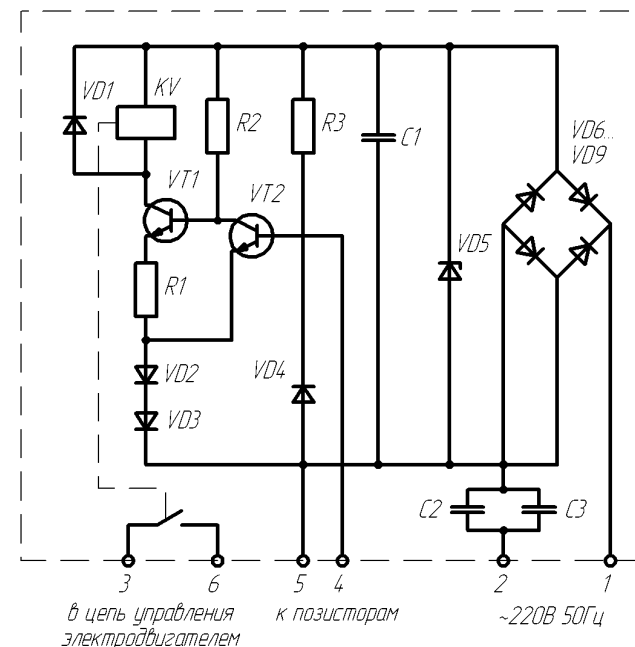 VD1
KV
R2
R3
C1
VD6...
VD9
VT1
VT2
VD5
R1
VD2
VD4
VD3
C2
C3
3
6
5
4
2
1
в цепь управления
электродвигателем
к позисторам
~220В 50Гц